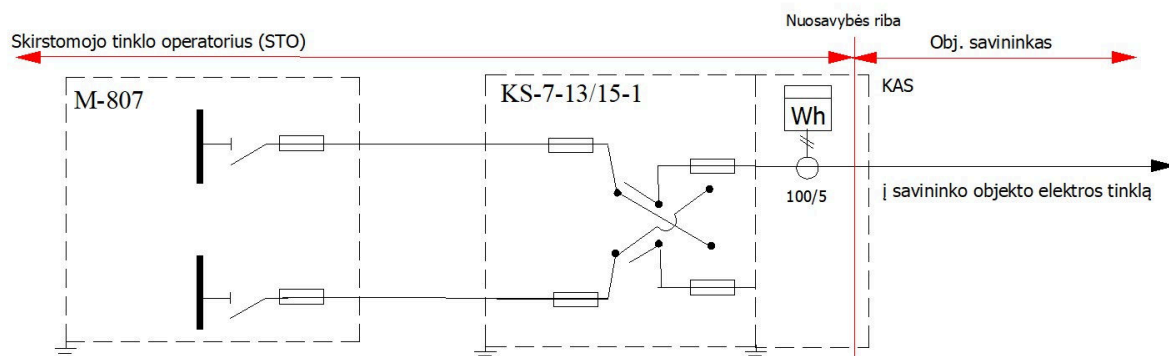 Nuosavybės riba
Skirstomojo tinklo operatorius (STO)
Obj. savininkas
M-807
KS-7-13/15-1
KAS
Wh
100/5
į savininko objekto elektros tinklą